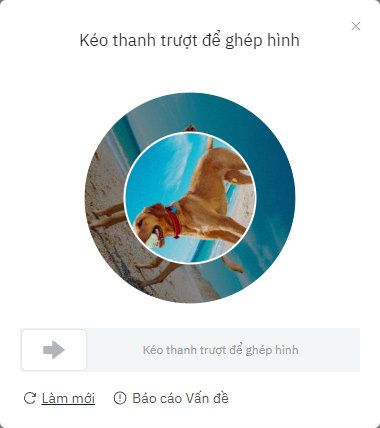 Kéo thanh trượt để ghép hình
Kéo thanh trượt để ghép hình
Làm mới Báo cáo Vấn đề